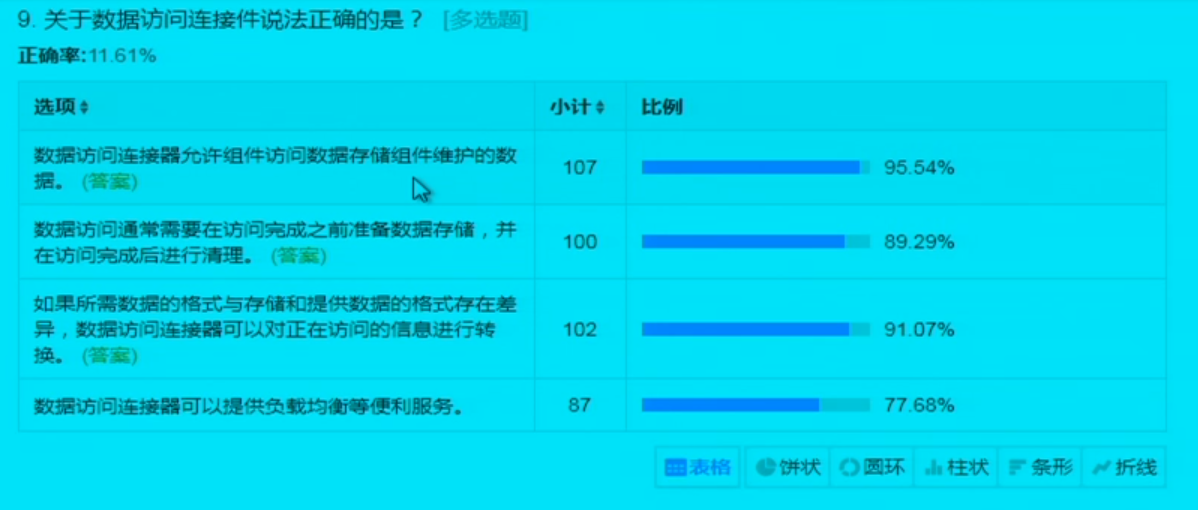 9. 关于数据访问连接件说法正确的是？ [多选题]
正确率:11.61%
选项 小计 比例
数据访问连接器允许组件访问数据存储组件维护的数
据。 (答案) 107 95.54%
数据访问通常需要在访问完成之前准备数据存储，并
在访问完成后进行清理。 (答案) 100 89.29%
如果所需数据的格式与存储和提供数据的格式存在差
异，数据访问连接器可以对正在访问的信息进行转
换。 (答案) 102 91.07%
数据访问连接器可以提供负载均衡等便利服务。 87 77.68%
表格 饼状 圆环 柱状 条形 折线